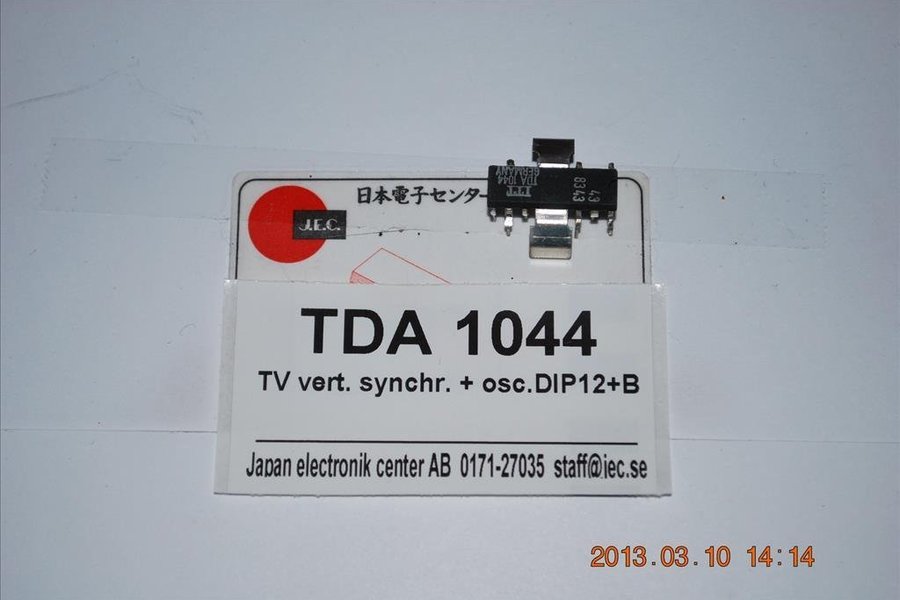 日本電子センター
J.E.C.
ITT
TDA 1044
GERMANY
43
8343
TDA 1044
TV vert. synchr. + osc.DIP12+B
Japan electronik center AB 0171-27035 staff@jec.se
2013.03.10 14:14